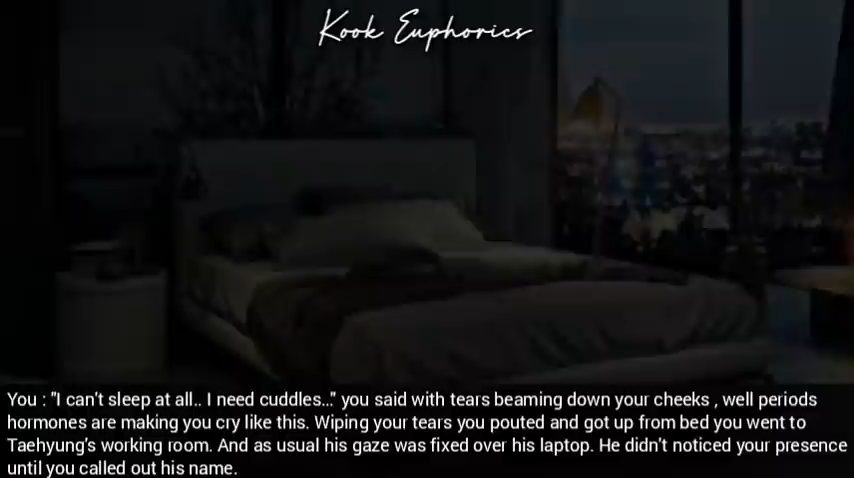 Kook Euphorics
You : "I can't sleep at all.. I need cuddles..." you said with tears beaming down your cheeks , well periods
hormones are making you cry like this. Wiping your tears you pouted and got up from bed you went to
Taehyung's working room. And as usual his gaze was fixed over his laptop. He didn't noticed your presence
until you called out his name.